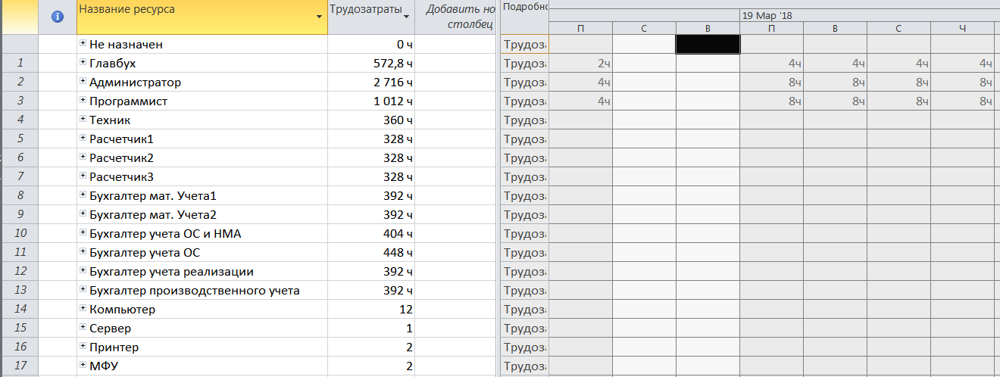 Название ресурса Трудозатраты Добавить но столбец Подробно
19 Мар '18
П С В П В С Ч
Не назначен 0 ч Трудоза
1 Главбух 572,8 ч Трудоза 2ч 4ч 4ч 4ч 4ч
2 Администратор 2 716 ч Трудоза 4ч 8ч 8ч 8ч 8ч
3 Программист 1 012 ч Трудоза 4ч 8ч 8ч 8ч 8ч
4 Техник 360 ч Трудоза
5 Расчетчик1 328 ч Трудоза
6 Расчетчик2 328 ч Трудоза
7 Расчетчик3 328 ч Трудоза
8 Бухгалтер мат. Учета1 392 ч Трудоза
9 Бухгалтер мат. Учета2 392 ч Трудоза
10 Бухгалтер учета ОС и НМА 404 ч Трудоза
11 Бухгалтер учета ОС 448 ч Трудоза
12 Бухгалтер учета реализации 392 ч Трудоза
13 Бухгалтер производственного учета 392 ч Трудоза
14 Компьютер 12 Трудоза
15 Сервер 1 Трудоза
16 Принтер 2 Трудоза
17 МФУ 2 Трудоза